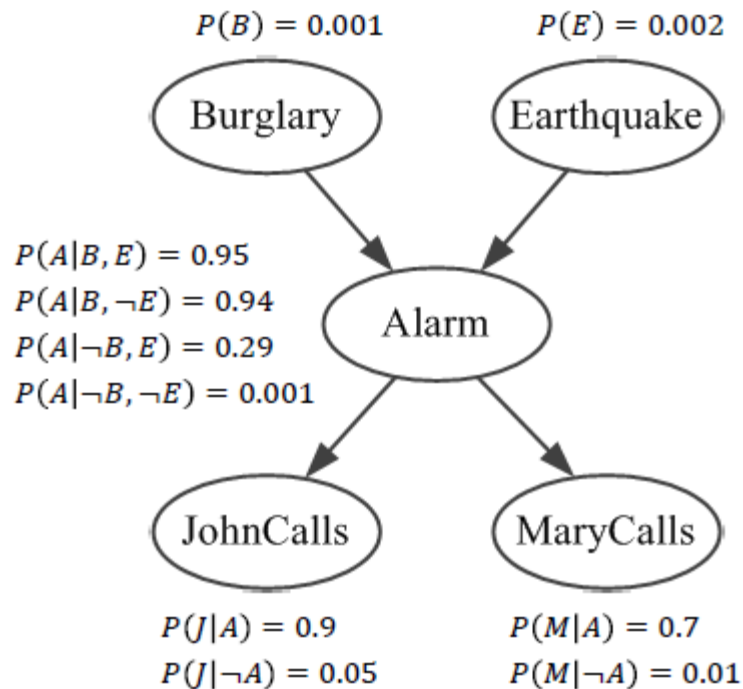 P(B) = 0.001
P(E) = 0.002
Burglary
Earthquake
P(A|B, E) = 0.95
P(A|B, ¬E) = 0.94
P(A|¬B, E) = 0.29
P(A|¬B, ¬E) = 0.001
Alarm
JohnCalls
MaryCalls
P(J|A) = 0.9
P(J|¬A) = 0.05
P(M|A) = 0.7
P(M|¬A) = 0.01